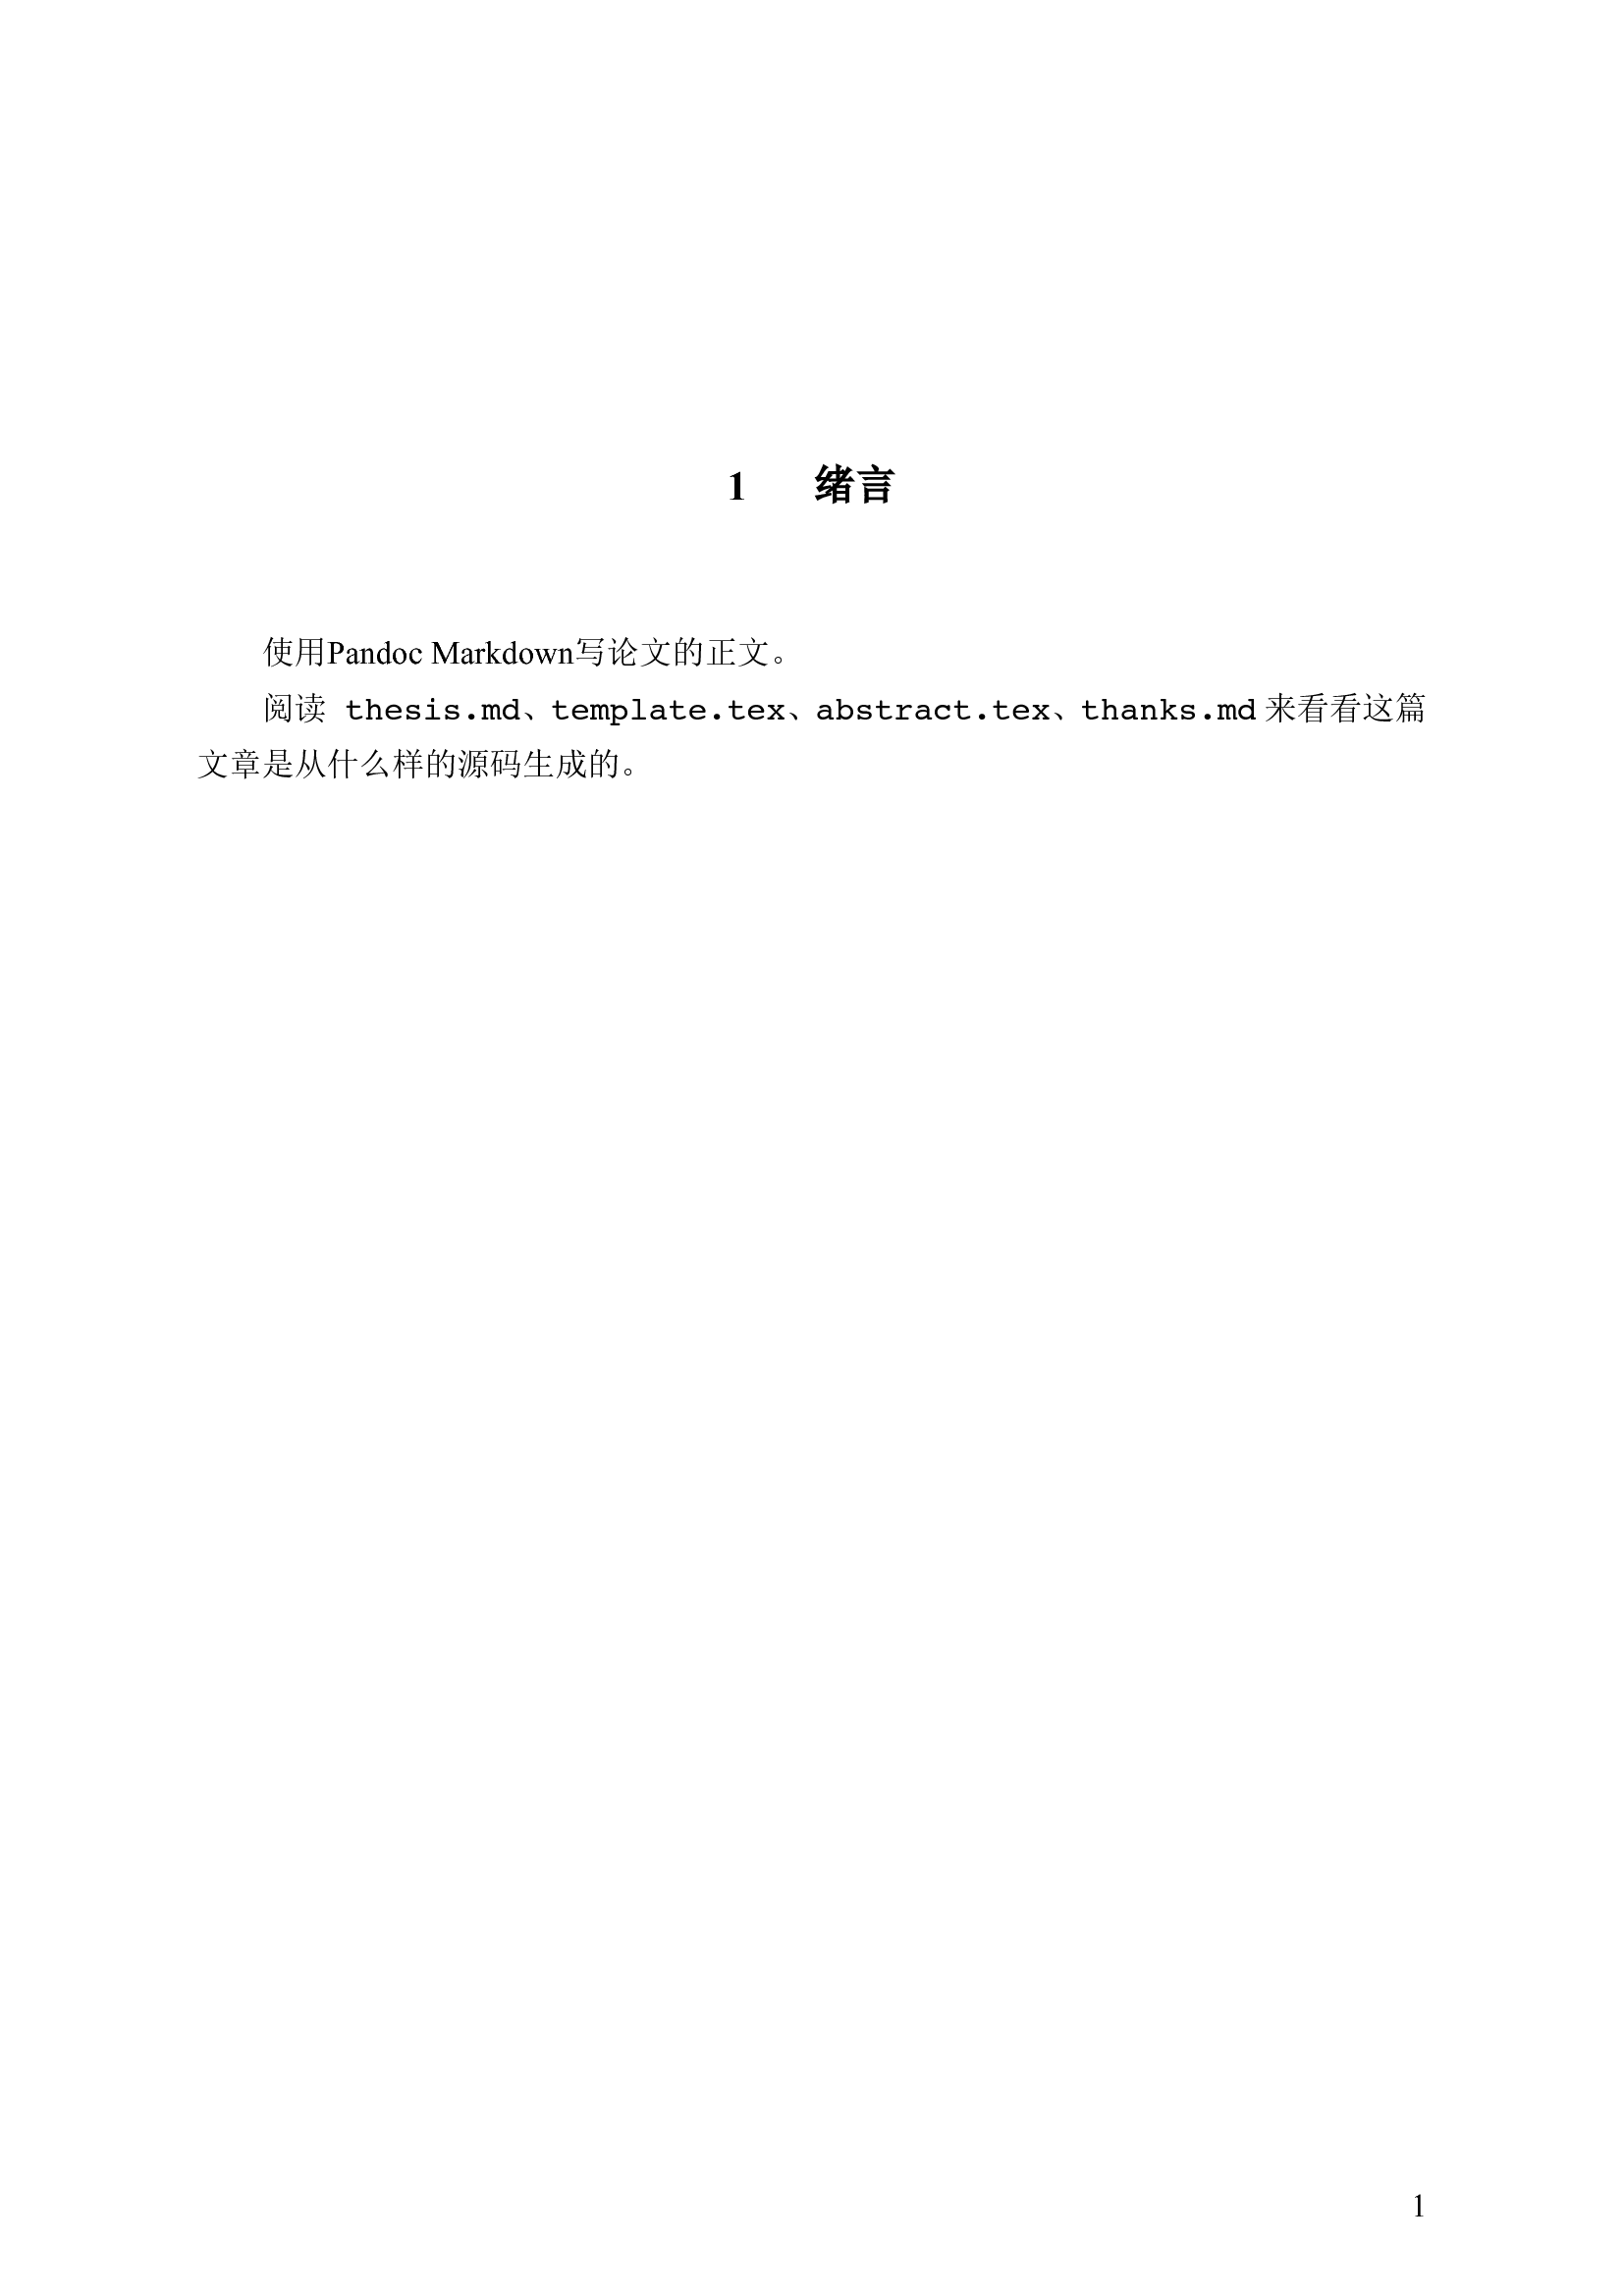 1 绪言
使用Pandoc Markdown写论文的正文。
阅读 thesis.md、template.tex、abstract.tex、thanks.md 来看看这篇
文章是从什么样的源码生成的。
1